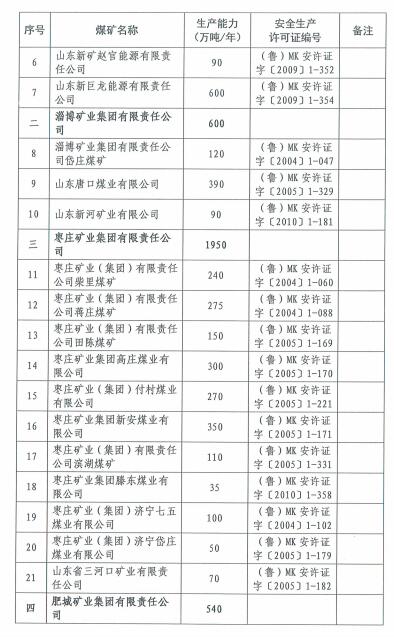 序号 煤矿名称 生产能力（万吨/年） 安全生产许可证编号 备注
6 山东新矿赵官能源有限责任公司 90 （鲁）MK安许证字〔2009〕1-352
7 山东新巨龙能源有限责任公司 600 （鲁）MK安许证字〔2009〕1-354
二 淄博矿业集团有限责任公司 600
8 淄博矿业集团有限责任公司岱庄煤矿 120 （鲁）MK安许证字〔2004〕1-047
9 山东唐口煤业有限公司 390 （鲁）MK安许证字〔2005〕1-329
10 山东新河矿业有限公司 90 （鲁）MK安许证字〔2010〕1-181
三 枣庄矿业集团有限责任公司 1950
11 枣庄矿业（集团）有限责任公司柴里煤矿 240 （鲁）MK安许证字〔2004〕1-060
12 枣庄矿业（集团）有限责任公司蒋庄煤矿 275 （鲁）MK安许证字〔2004〕1-088
13 枣庄矿业（集团）有限责任公司田陈煤矿 150 （鲁）MK安许证字〔2005〕1-169
14 枣庄矿业集团高庄煤业有限公司 300 （鲁）MK安许证字〔2005〕1-170
15 枣庄矿业（集团）付村煤业有限公司 270 （鲁）MK安许证字〔2005〕1-221
16 枣庄矿业集团新安煤业有限公司 350 （鲁）MK安许证字〔2005〕1-171
17 枣庄矿业（集团）有限责任公司滨湖煤矿 110 （鲁）MK安许证字〔2005〕1-331
18 枣庄矿业集团滕东煤业有限公司 35 （鲁）MK安许证字〔2010〕1-358
19 枣庄矿业（集团）济宁七五煤业有限公司 100 （鲁）MK安许证字〔2004〕1-102
20 枣庄矿业（集团）济宁岱庄煤业有限公司 50 （鲁）MK安许证字〔2005〕1-179
21 山东省三河口矿业有限责任公司 70 （鲁）MK安许证字〔2005〕1-182
四 肥城矿业集团有限责任公司 540